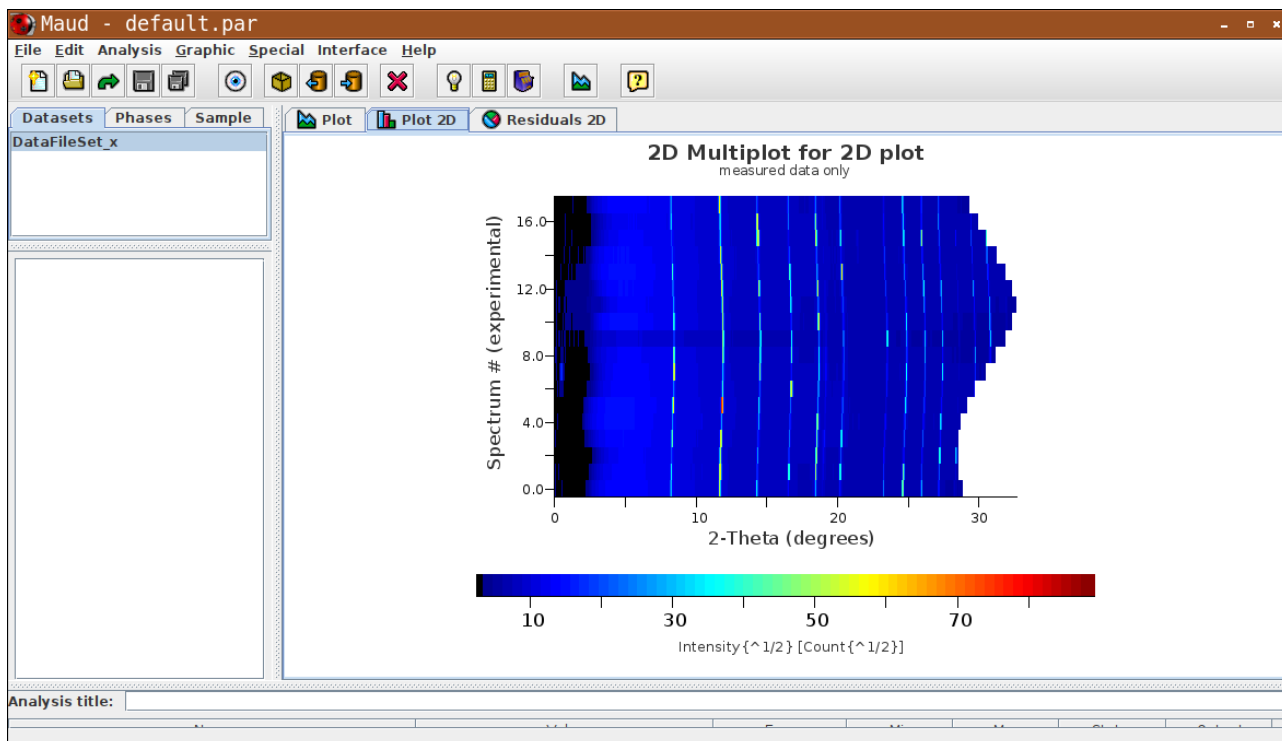 Maud - default.par
File Edit Analysis Graphic Special Interface Help
Datasets Phases Sample
DataFileSet_x
Plot Plot 2D Residuals 2D
2D Multiplot for 2D plot
measured data only
Spectrum # (experimental)
16.0
12.0
8.0
4.0
0.0
0 10 20 30
2-Theta (degrees)
10 30 50 70
Intensity{^1/2} [Count{^1/2}]
Analysis title: